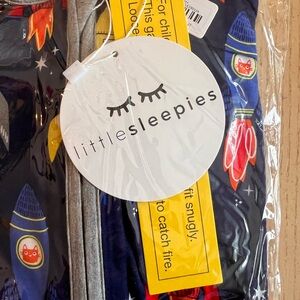 littlesleepies
For chil
This ga
Loose
fit snugly.
to catch fire.